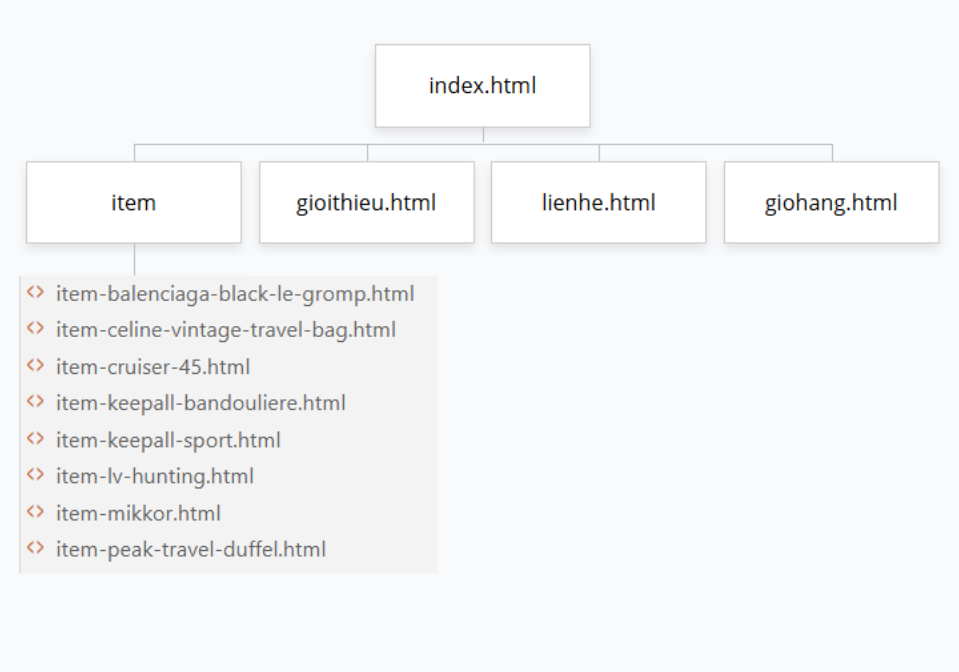 index.html
item
gioithieu.html
lienhe.html
giohang.html
<> item-balenciaga-black-le-gromp.html
<> item-celine-vintage-travel-bag.html
<> item-cruiser-45.html
<> item-keepall-bandouliere.html
<> item-keepall-sport.html
<> item-lv-hunting.html
<> item-mikkor.html
<> item-peak-travel-duffel.html